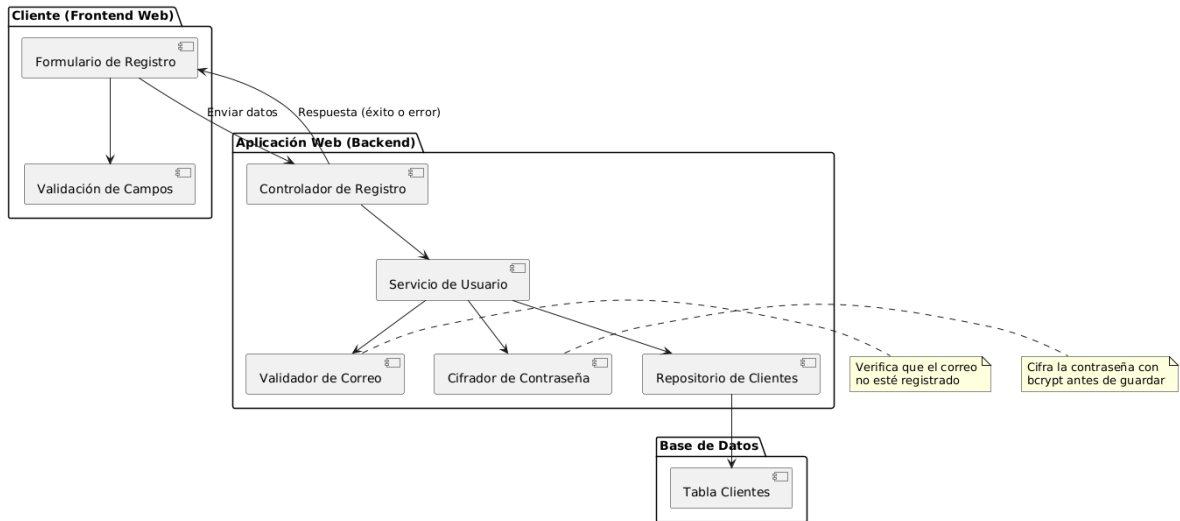 Cliente (Frontend Web)
Formulario de Registro
Enviar datos
Respuesta (éxito o error)
Validación de Campos
Aplicación Web (Backend)
Controlador de Registro
Servicio de Usuario
Validador de Correo
Cifrador de Contraseña
Repositorio de Clientes
Verifica que el correo
no esté registrado
Cifra la contraseña con
bcrypt antes de guardar
Base de Datos
Tabla Clientes